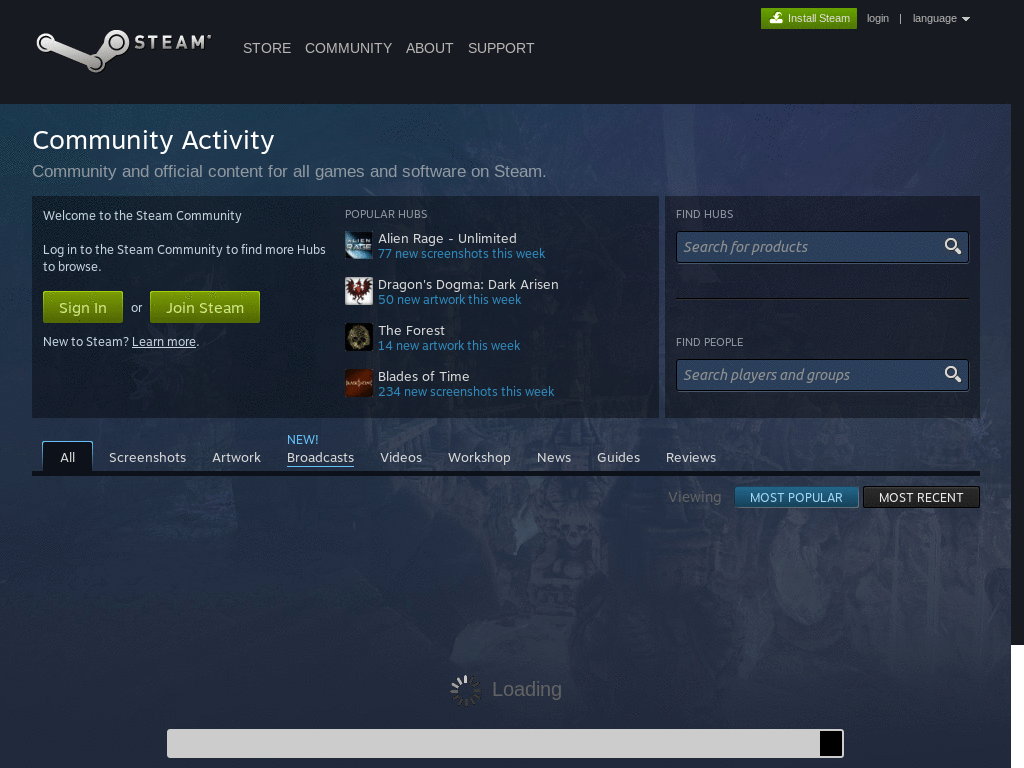 Install Steam
login | language
STEAM
STORE COMMUNITY ABOUT SUPPORT
Community Activity
Community and official content for all games and software on Steam.
Welcome to the Steam Community
Log in to the Steam Community to find more Hubs
to browse.
Sign In or Join Steam
New to Steam? Learn more.
POPULAR HUBS
Alien Rage - Unlimited
77 new screenshots this week
Dragon's Dogma: Dark Arisen
50 new artwork this week
The Forest
14 new artwork this week
Blades of Time
234 new screenshots this week
FIND HUBS
Search for products
FIND PEOPLE
Search players and groups
NEW!
All Screenshots Artwork Broadcasts Videos Workshop News Guides Reviews
Viewing MOST POPULAR MOST RECENT
Loading